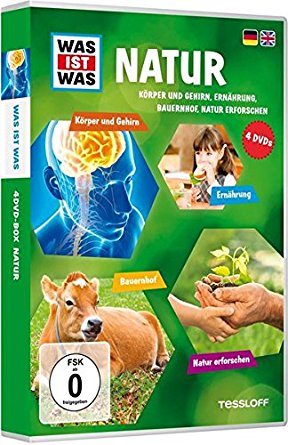 WAS
IST
WAS
NATUR
KÖRPER UND GEHIRN, ERNÄHRUNG,
BAUERNHOF, NATUR ERFORSCHEN
4 DVDs
Körper und Gehirn
Ernährung
Bauernhof
Natur erforschen
FSK
ab
0
freigegeben
TESSLOFF
WAS IST WAS
4DVD-BOX NATUR